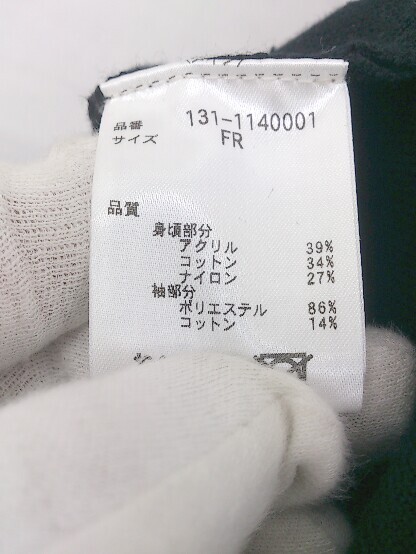 品番 131-1140001
サイズ FR
品質
身頃部分
アクリル 39%
コットン 34%
ナイロン 27%
袖部分
ポリエステル 86%
コットン 14%